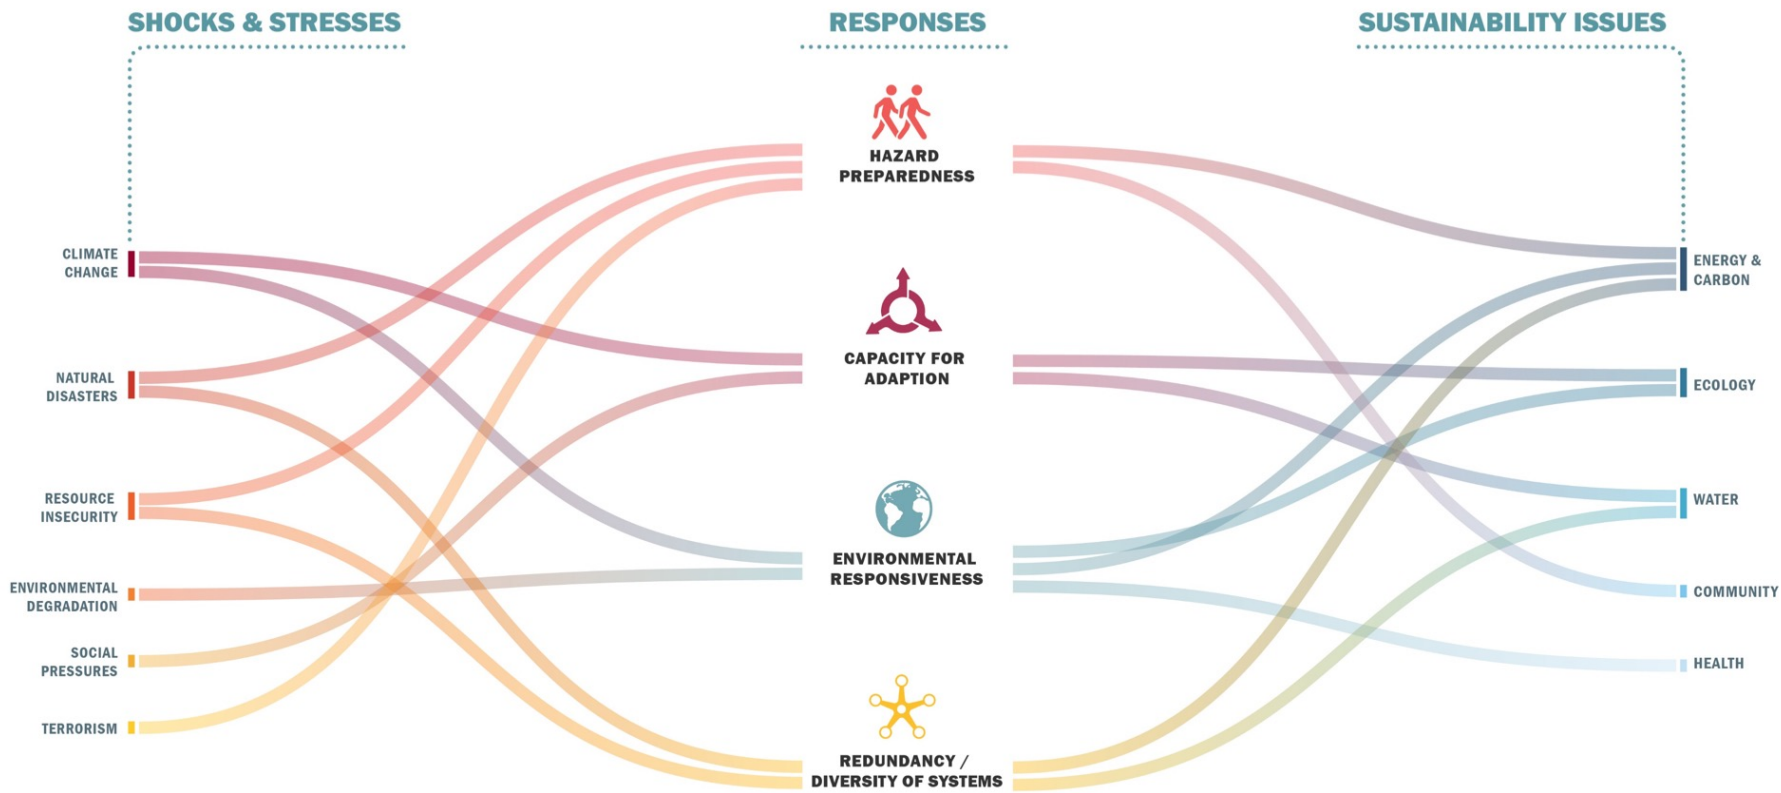 SHOCKS & STRESSES
RESPONSES
SUSTAINABILITY ISSUES
CLIMATE
CHANGE
NATURAL
DISASTERS
RESOURCE
INSECURITY
ENVIRONMENTAL
DEGRADATION
SOCIAL
PRESSURES
TERRORISM
HAZARD
PREPAREDNESS
CAPACITY FOR
ADAPTION
ENVIRONMENTAL
RESPONSIVENESS
REDUNDANCY /
DIVERSITY OF SYSTEMS
ENERGY &
CARBON
ECOLOGY
WATER
COMMUNITY
HEALTH